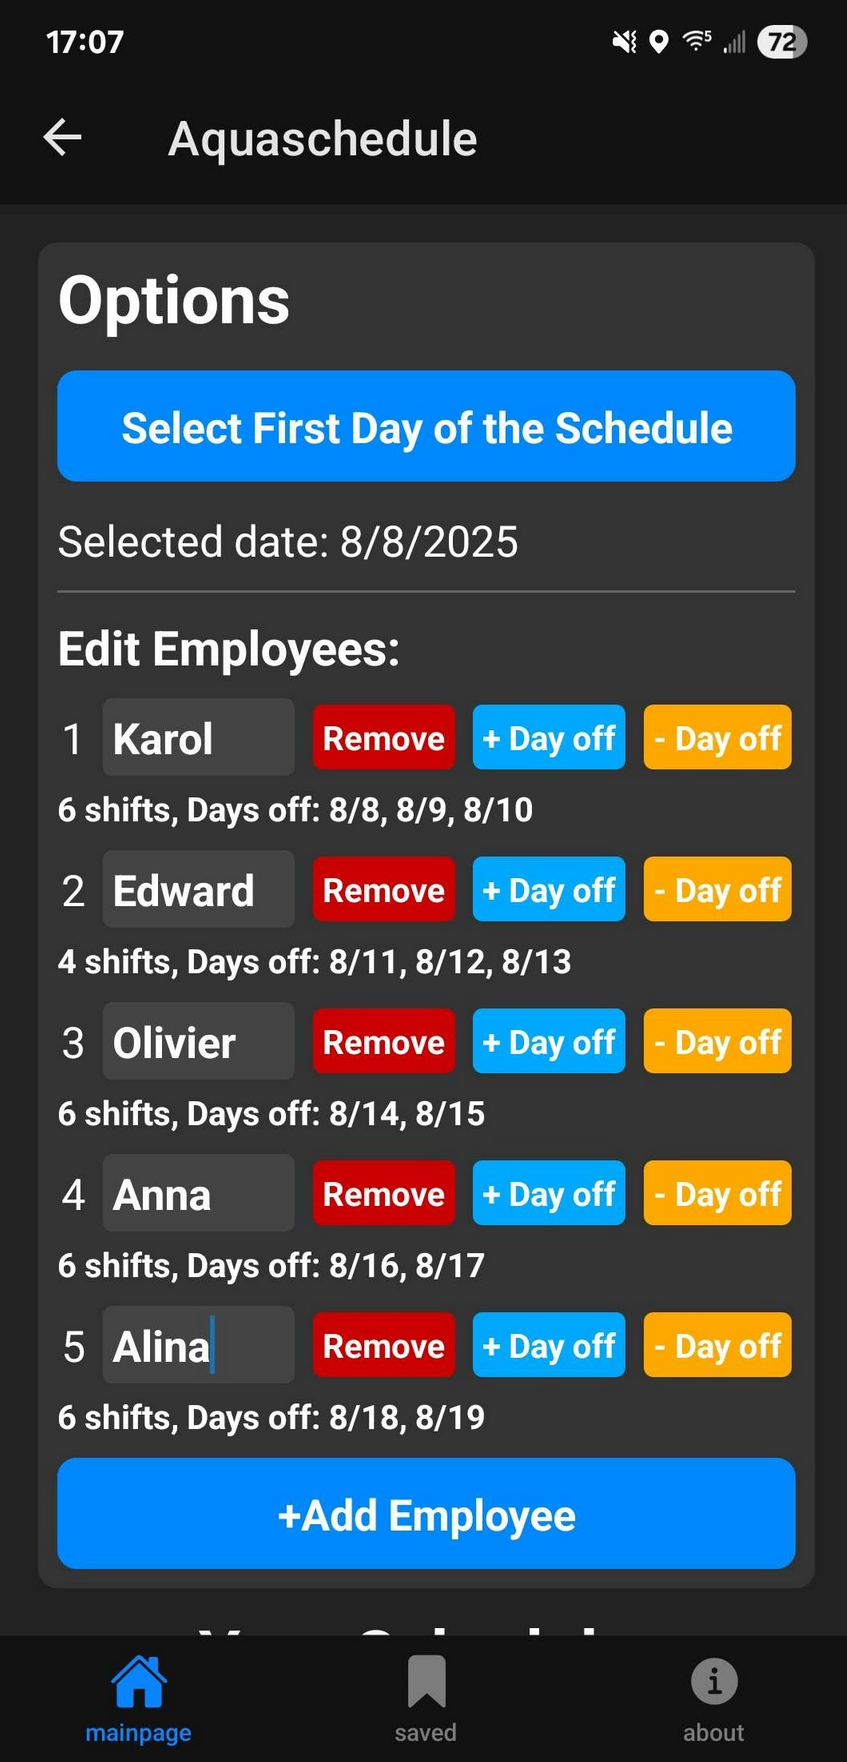 17:07
5
72
Aquaschedule
Options
Select First Day of the Schedule
Selected date: 8/8/2025
Edit Employees:
1 Karol Remove + Day off - Day off
6 shifts, Days off: 8/8, 8/9, 8/10
2 Edward Remove + Day off - Day off
4 shifts, Days off: 8/11, 8/12, 8/13
3 Olivier Remove + Day off - Day off
6 shifts, Days off: 8/14, 8/15
4 Anna Remove + Day off - Day off
6 shifts, Days off: 8/16, 8/17
5 Alina Remove + Day off - Day off
6 shifts, Days off: 8/18, 8/19
+Add Employee
mainpage saved about